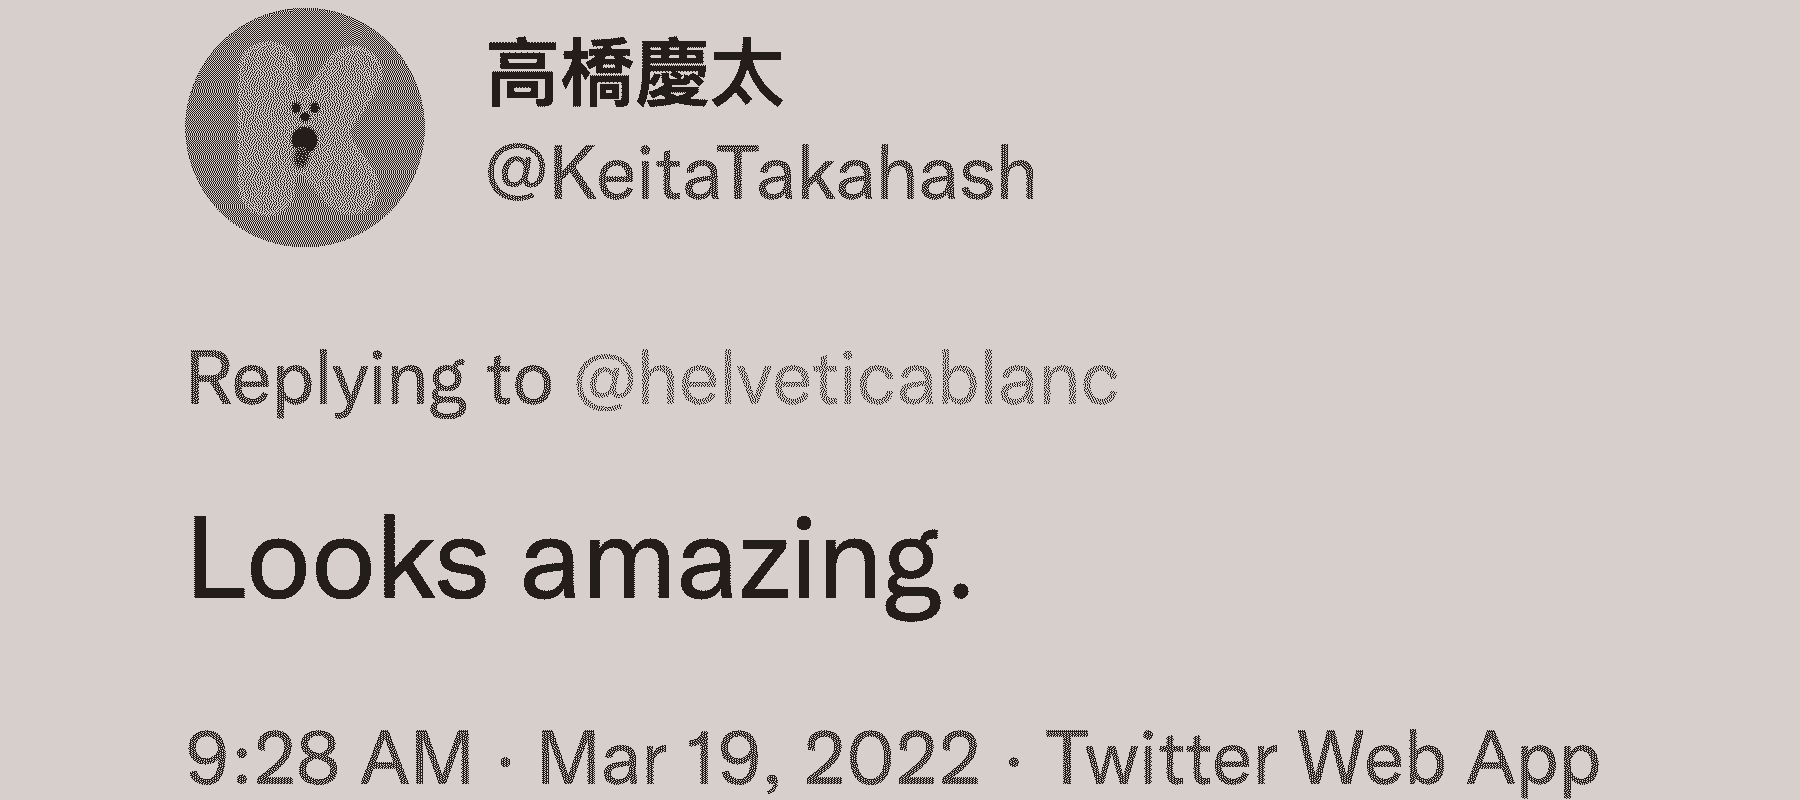 高橋慶太
@KeitaTakahash
Replying to @helveticablanc
Looks amazing.
9:28 AM · Mar 19, 2022 · Twitter Web App